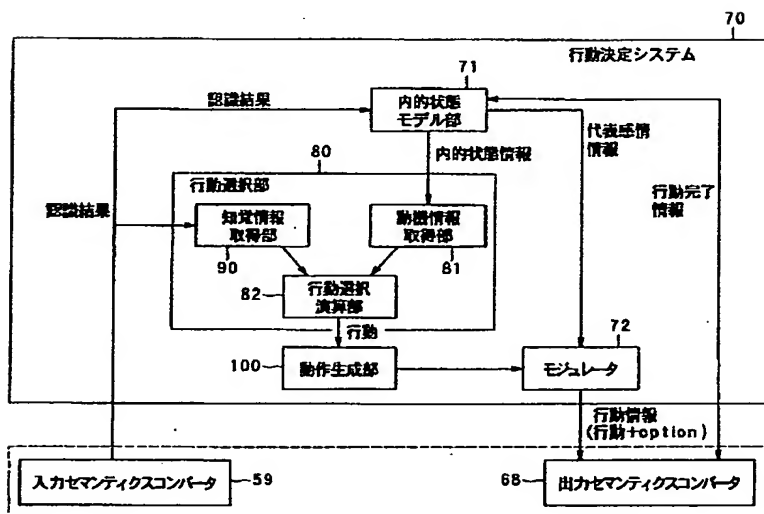 70
行動決定システム
71
認識結果
内的状態
モデル部
代表感情
情報
80
内的状態情報
行動選択部
行動完了
情報
認識結果
知覚情報
取得部
動機情報
取得部
90
81
82
行動選択
演算部
行動
72
100
動作生成部
モジュレータ
行動情報
(行動+option)
入力セマンティクスコンバータ
59
68
出力セマンティクスコンバータ